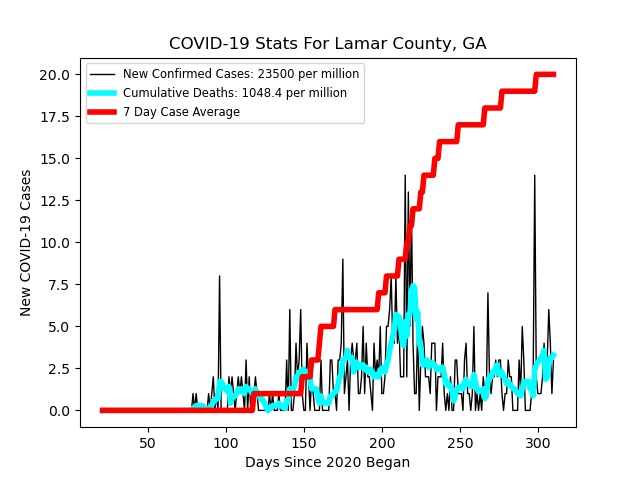 COVID-19 Stats For Lamar County, GA
New Confirmed Cases: 23500 per million
Cumulative Deaths: 1048.4 per million
7 Day Case Average
New COVID-19 Cases
20.0
17.5
15.0
12.5
10.0
7.5
5.0
2.5
0.0
50 100 150 200 250 300
Days Since 2020 Began